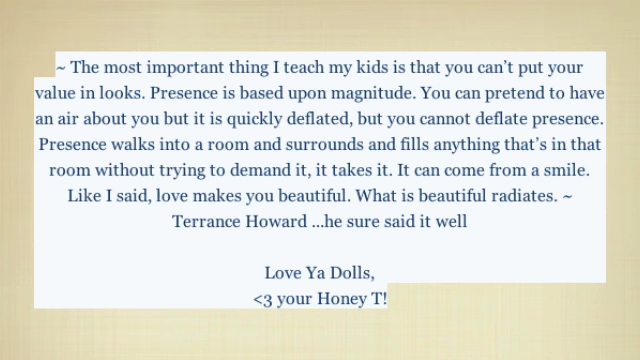 ~ The most important thing I teach my kids is that you can’t put your
value in looks. Presence is based upon magnitude. You can pretend to have
an air about you but it is quickly deflated, but you cannot deflate presence.
Presence walks into a room and surrounds and fills anything that’s in that
room without trying to demand it, it takes it. It can come from a smile.
Like I said, love makes you beautiful. What is beautiful radiates. ~
Terrance Howard ...he sure said it well
Love Ya Dolls,
<3 your Honey T!